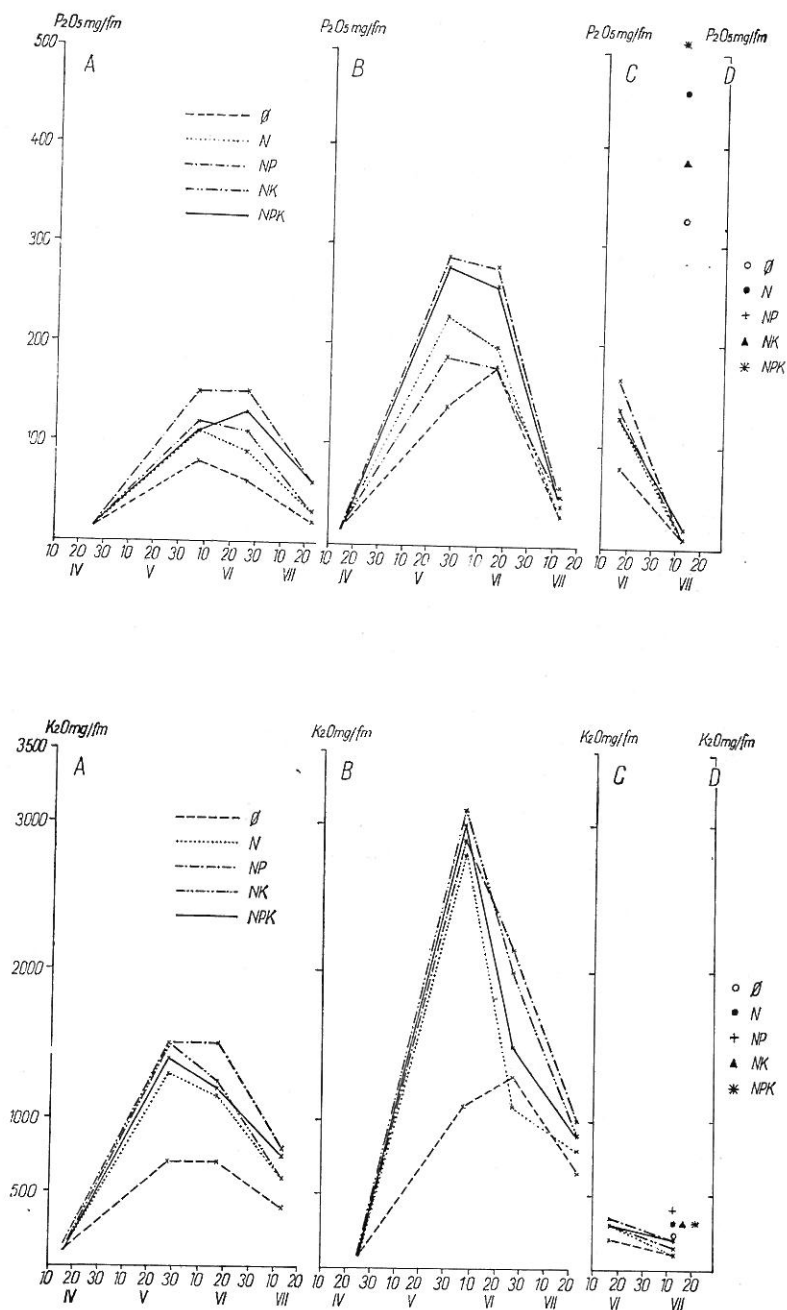 P₂O₅ mg/fm P₂O₅ mg/fm P₂O₅ mg/fm P₂O₅ mg/fm
500 A B C D
400
300
200
100
Ø
N
NP
NK
NPK
Ø
N
NP
NK
NPK
10 20 30 10 20 30 10 20 30 10 20 10 20 30 10 20 30 10 20 30 10 20 10 20 30 10 20
IV V VI VII IV V VI VII VI VII
K₂O mg/fm K₂O mg/fm K₂O mg/fm K₂O mg/fm
3500 A B C D
3000
2000
1000
500
Ø
N
NP
NK
NPK
Ø
N
NP
NK
NPK
10 20 30 10 20 30 10 20 30 10 20 10 20 30 10 20 30 10 20 30 10 20 10 20 30 10 20
IV V VI VII IV V VI VII VI VII